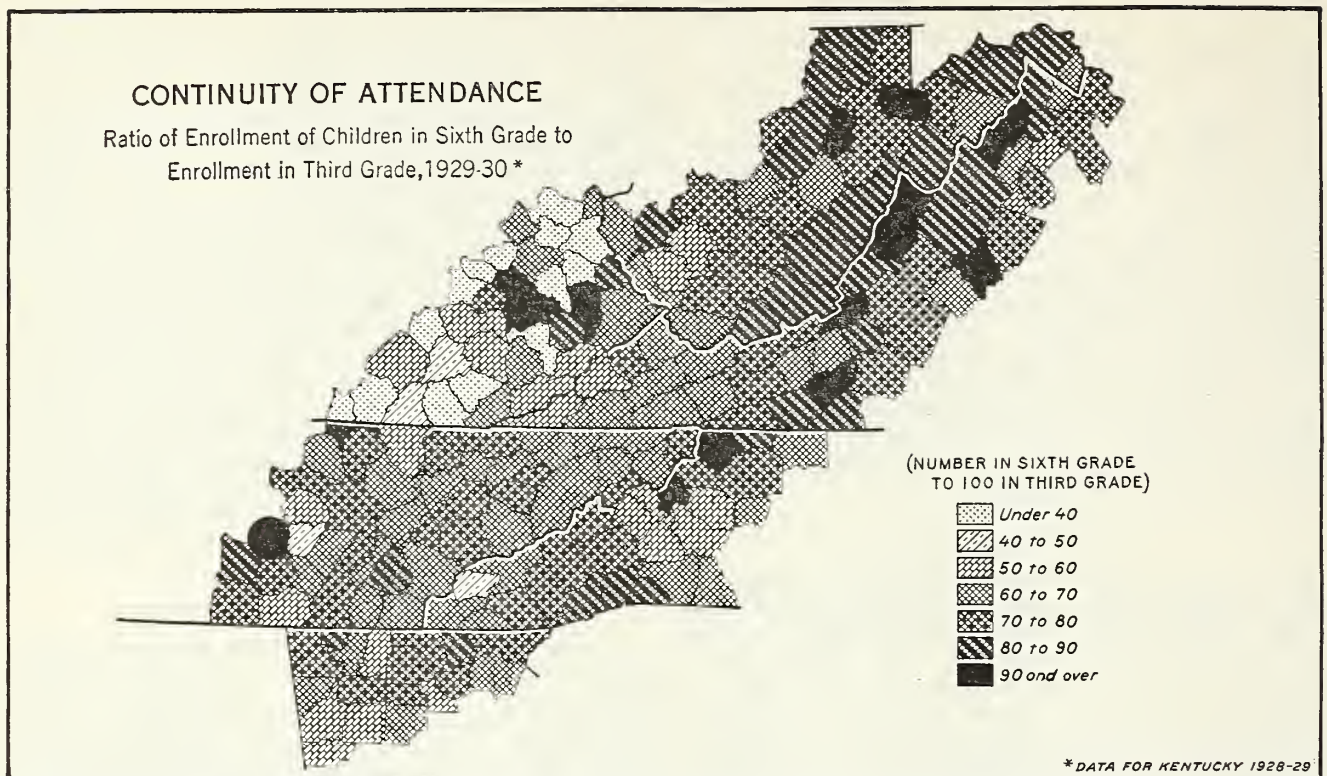 CONTINUITY OF ATTENDANCE
Ratio of Enrollment of Children in Sixth Grade to
Enrollment in Third Grade, 1929-30 *
(NUMBER IN SIXTH GRADE
TO 100 IN THIRD GRADE)
Under 40
40 to 50
50 to 60
60 to 70
70 to 80
80 to 90
90 and over
* DATA FOR KENTUCKY 1928-29